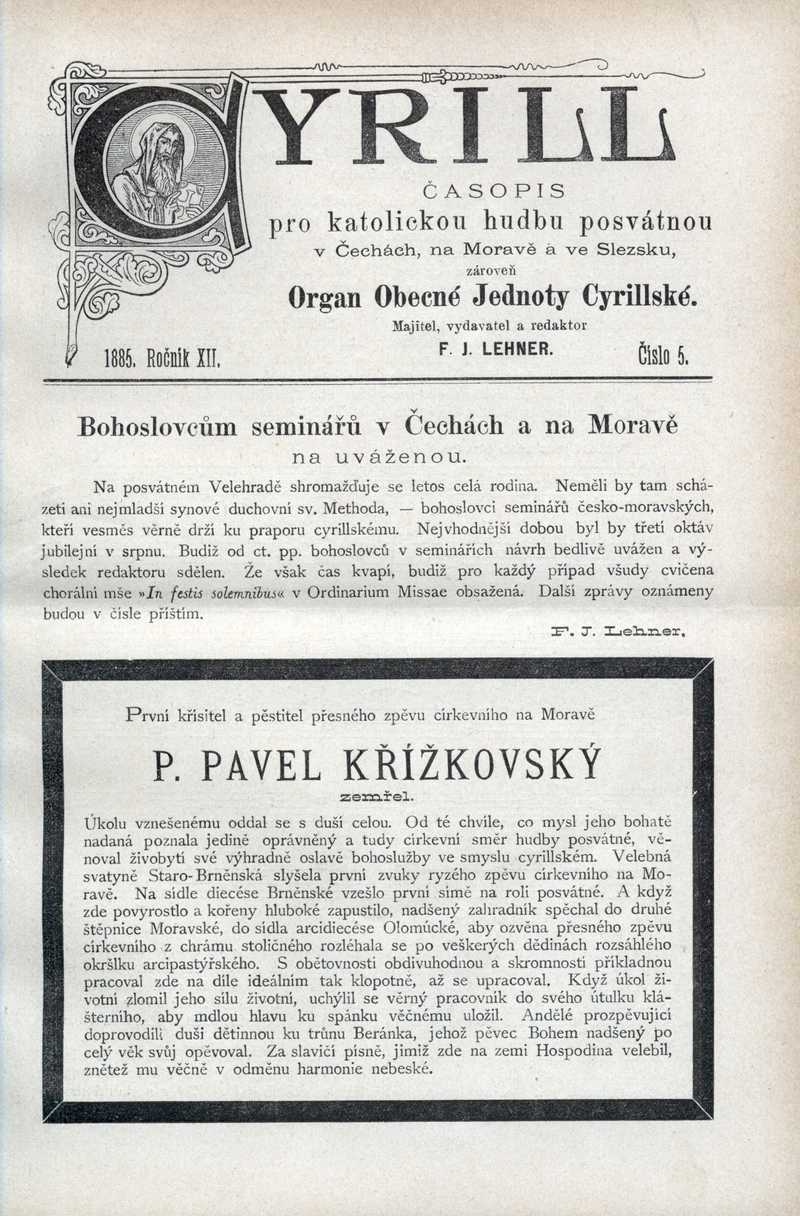 CYRILL
ČASOPIS
pro katolickou hudbu posvátnou
v Čechách, na Moravě a ve Slezsku,
zároveň
Organ Obecné Jednoty Cyrillské.
Majitel, vydavatel a redaktor
1885. Ročník XII.
F. J. LEHNER.
Číslo 5.
Bohoslovcům seminářů v Čechách a na Moravě
na uváženou.
Na posvátném Velehradě shromažďuje se letos celá rodina. Neměli by tam schá-
zeti ani nejmladší synové duchovní sv. Methoda, — bohoslovci seminářů česko-moravských,
kteří vesměs věrně drží ku praporu cyrillskému. Nejvhodnější dobou byl by třetí oktáv
jubilejní v srpnu. Budiž od ct. pp. bohoslovců v seminářích návrh bedlivě uvážen a vý-
sledek redaktoru sdělen. Že však čas kvapí, budiž pro každý případ všudy cvičena
chorální mše »In festis solemnibus« v Ordinarium Missae obsažená. Další zprávy oznámeny
budou v čísle příštím.
F. J. Lehner.
První křísitel a pěstitel přesného zpěvu církevního na Moravě
P. PAVEL KŘÍŽKOVSKÝ
zemřel.
Úkolu vznešenému oddal se s duší celou. Od té chvíle, co mysl jeho bohatě
nadaná poznala jedině oprávněný a tudy církevní směr hudby posvátné, vě-
noval živobytí své výhradně oslavě bohoslužby ve smyslu cyrillském. Velebná
svatyně Staro-Brněnská slyšela první zvuky ryzého zpěvu církevního na Mo-
ravě. Na sídle diecése Brněnské vzešlo první símě na roli posvátné. A když
zde povyrostlo a kořeny hluboké zapustilo, nadšený zahradník spěchal do druhé
štěpnice Moravské, do sídla arcidiecése Olomúcké, aby ozvěna přesného zpěvu
církevního z chrámu stoličného rozléhala se po veškerých dědinách rozsáhlého
okršlku arcipastýřského. S obětovností obdivuhodnou a skromností příkladnou
pracoval zde na díle ideálním tak klopotně, až se upracoval. Když úkol ži-
votní zlomil jeho sílu životní, uchýlil se věrný pracovník do svého útulku klá-
šterního, aby mdlou hlavu ku spánku věčnému uložil. Andělé prozpěvující
doprovodili duši dětinnou ku trůnu Beránka, jehož pěvec Bohem nadšený po
celý věk svůj opěvoval. Za slavičí písně, jimiž zde na zemi Hospodina velebil,
znětež mu věčně v odměnu harmonie nebeské.